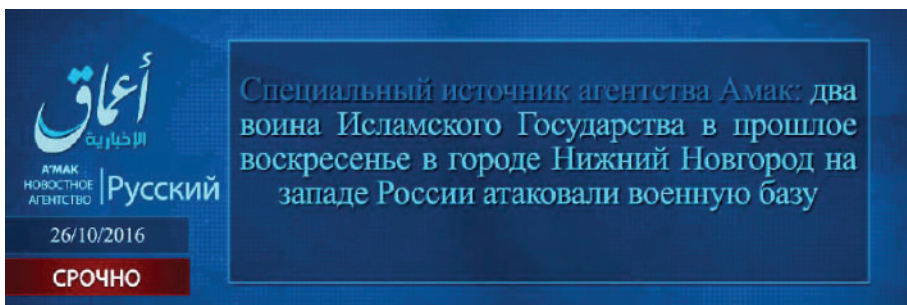 أعماق
الإخبارية
А'МАК
НОВОСТНОЕ
АГЕНТСТВО
Русский
26/10/2016
СРОЧНО
Специальный источник агентства Амак: два
воина Исламского Государства в прошлое
воскресенье в городе Нижний Новгород на
западе России атаковали военную базу